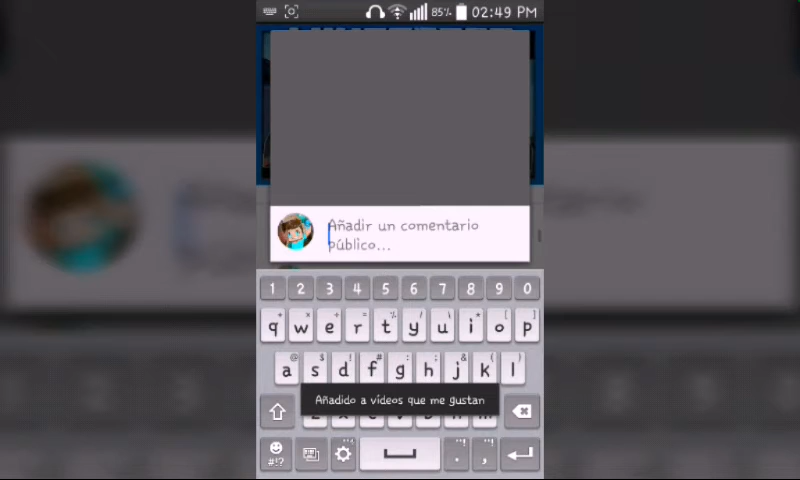 85% 02:49 PM
Añadir un comentario
público...
1 2 3 4 5 6 7 8 9 0
q w e r t y u i o p
a s d f g h j k l
Añadido a vídeos que me gustan
#!? . ,